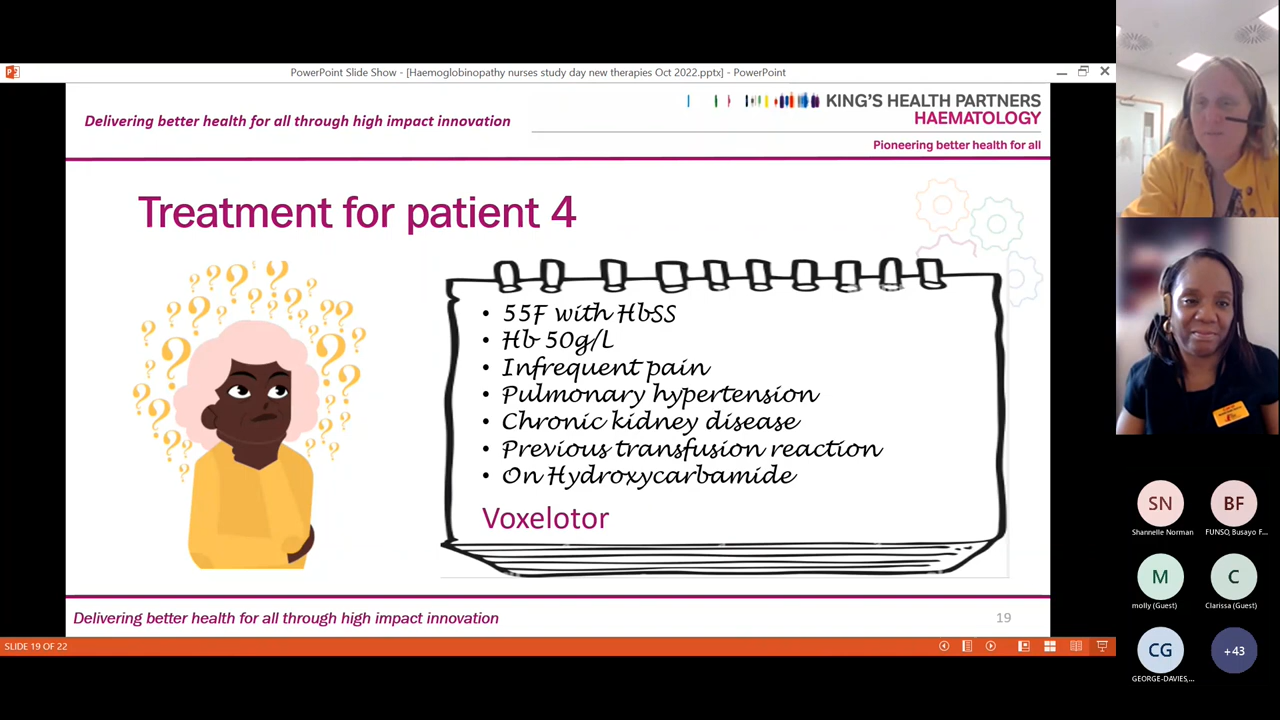 PowerPoint Slide Show - [Haemoglobinopathy nurses study day new therapies Oct 2022.pptx] - PowerPoint
Delivering better health for all through high impact innovation
KING'S HEALTH PARTNERS
HAEMATOLOGY
Pioneering better health for all
Treatment for patient 4
• 55F with HbSS
• Hb 50g/L
• Infrequent pain
• Pulmonary hypertension
• Chronic kidney disease
• Previous transfusion reaction
• On Hydroxycarbamide
Voxelotor
Delivering better health for all through high impact innovation
19
SLIDE 19 OF 22
SN
Shannelle Norman
BF
FUNSO, Busayo F...
M
molly (Guest)
C
Clarissa (Guest)
CG
GEORGE-DAVIES,...
+43